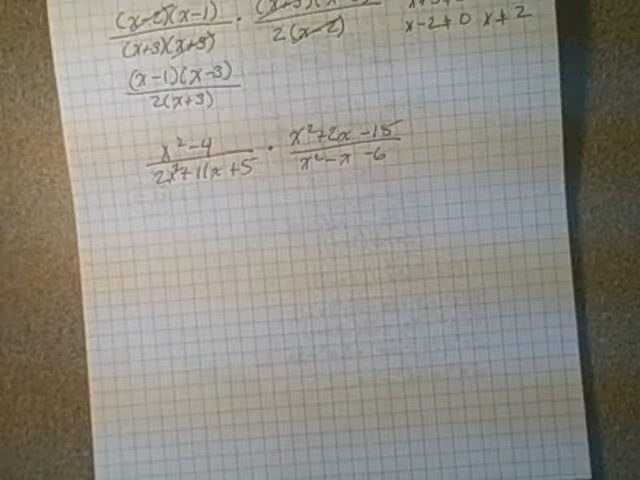 (x-2)(x-1) / (x+3)(x+3) · / 2(x-2)
x-2≠0 x≠2
(x-1)(x-3) / 2(x+3)
x²-4 / 2x²+11x+5 · x²+2x-15 / x²-x-6